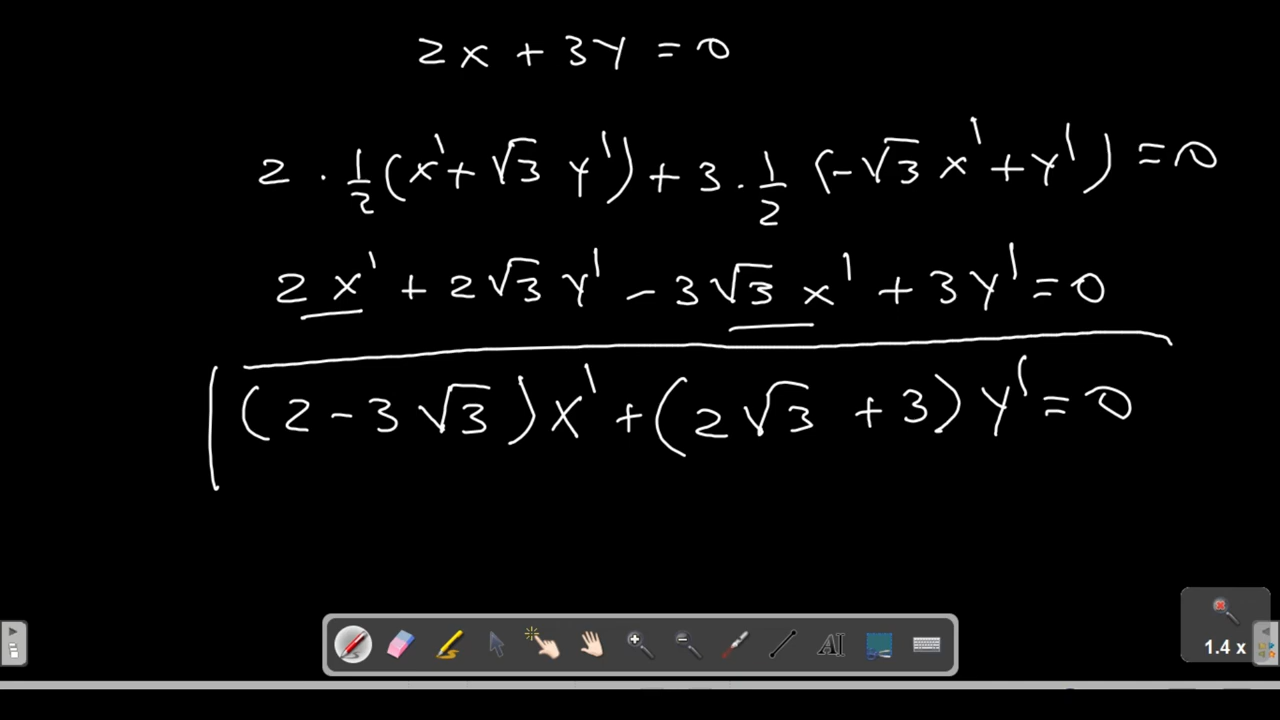 2x + 3y = 0
2 · 1/2 (x' + √3 y') + 3 · 1/2 (-√3 x' + y') = 0
2x' + 2√3 y' - 3√3 x' + 3y' = 0
(2 - 3√3) x' + (2√3 + 3) y' = 0
AI
1.4 x